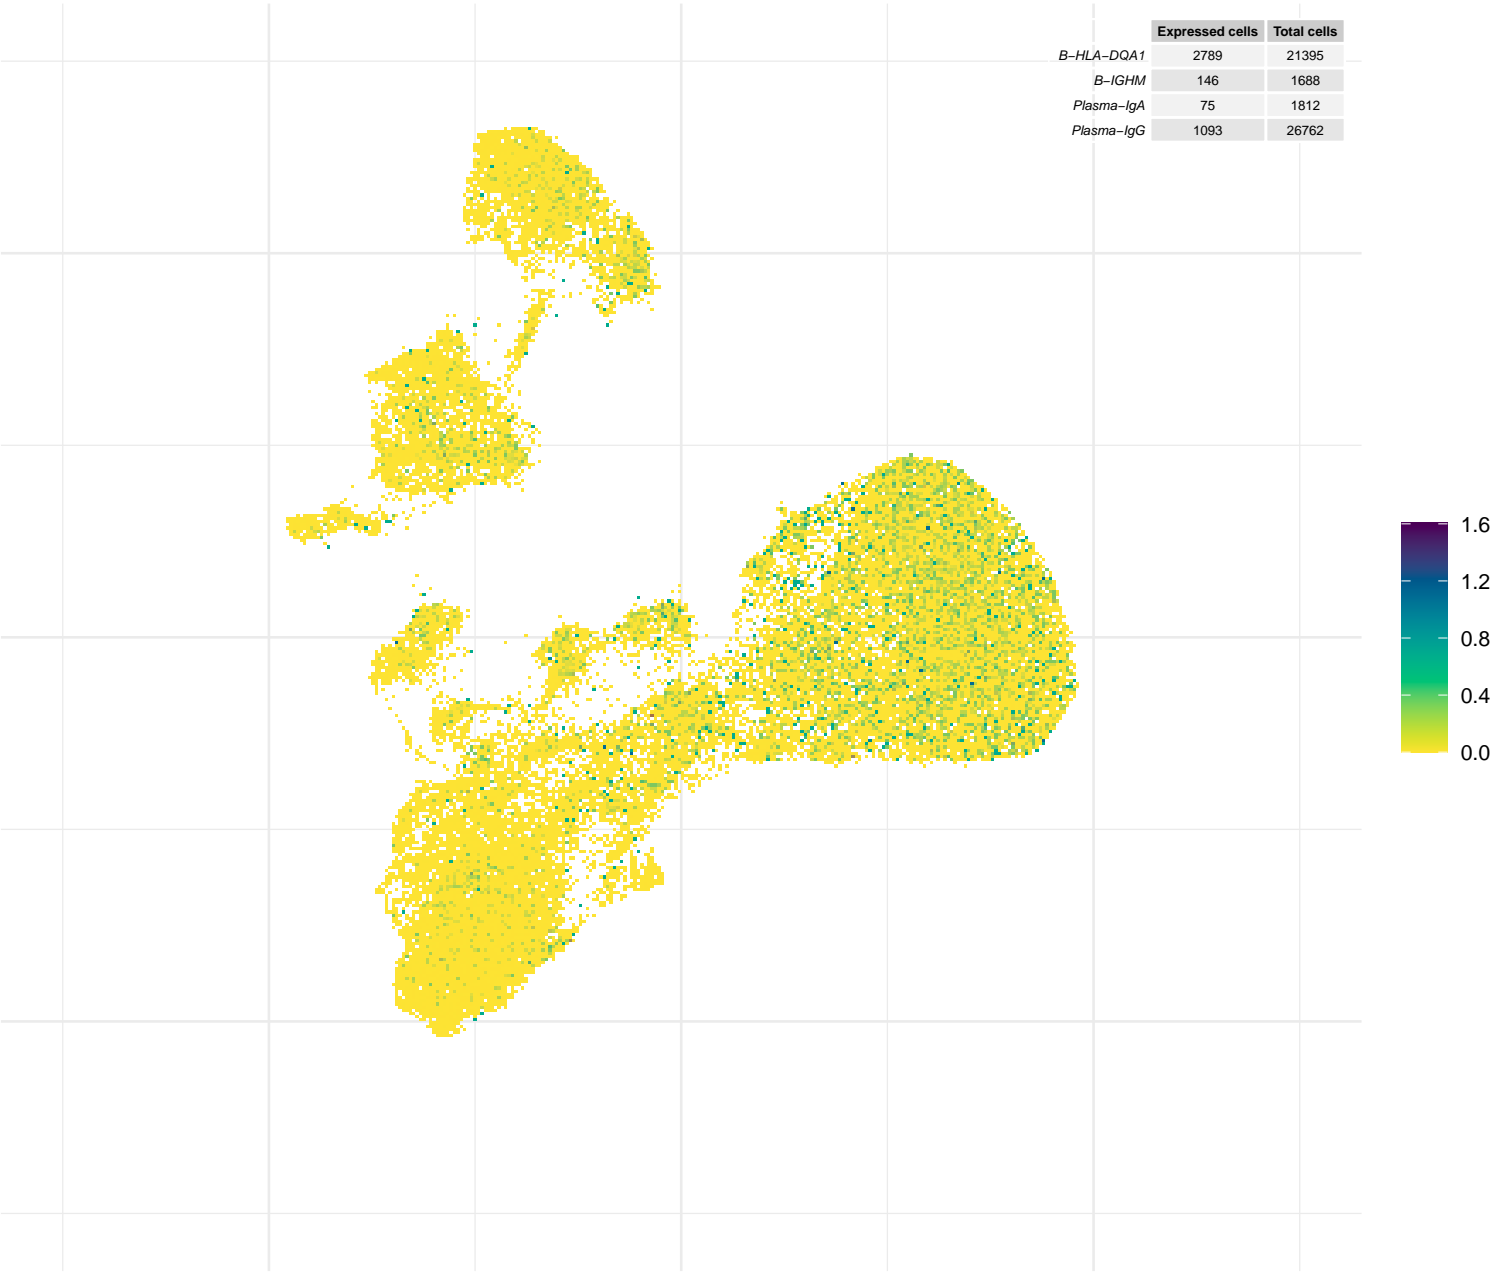 Expressed cells Total cells
B−HLA−DQA1 2789 21395
B−IGHM 146 1688
Plasma−IgA 75 1812
Plasma−IgG 1093 26762
1.6
1.2
0.8
0.4
0.0